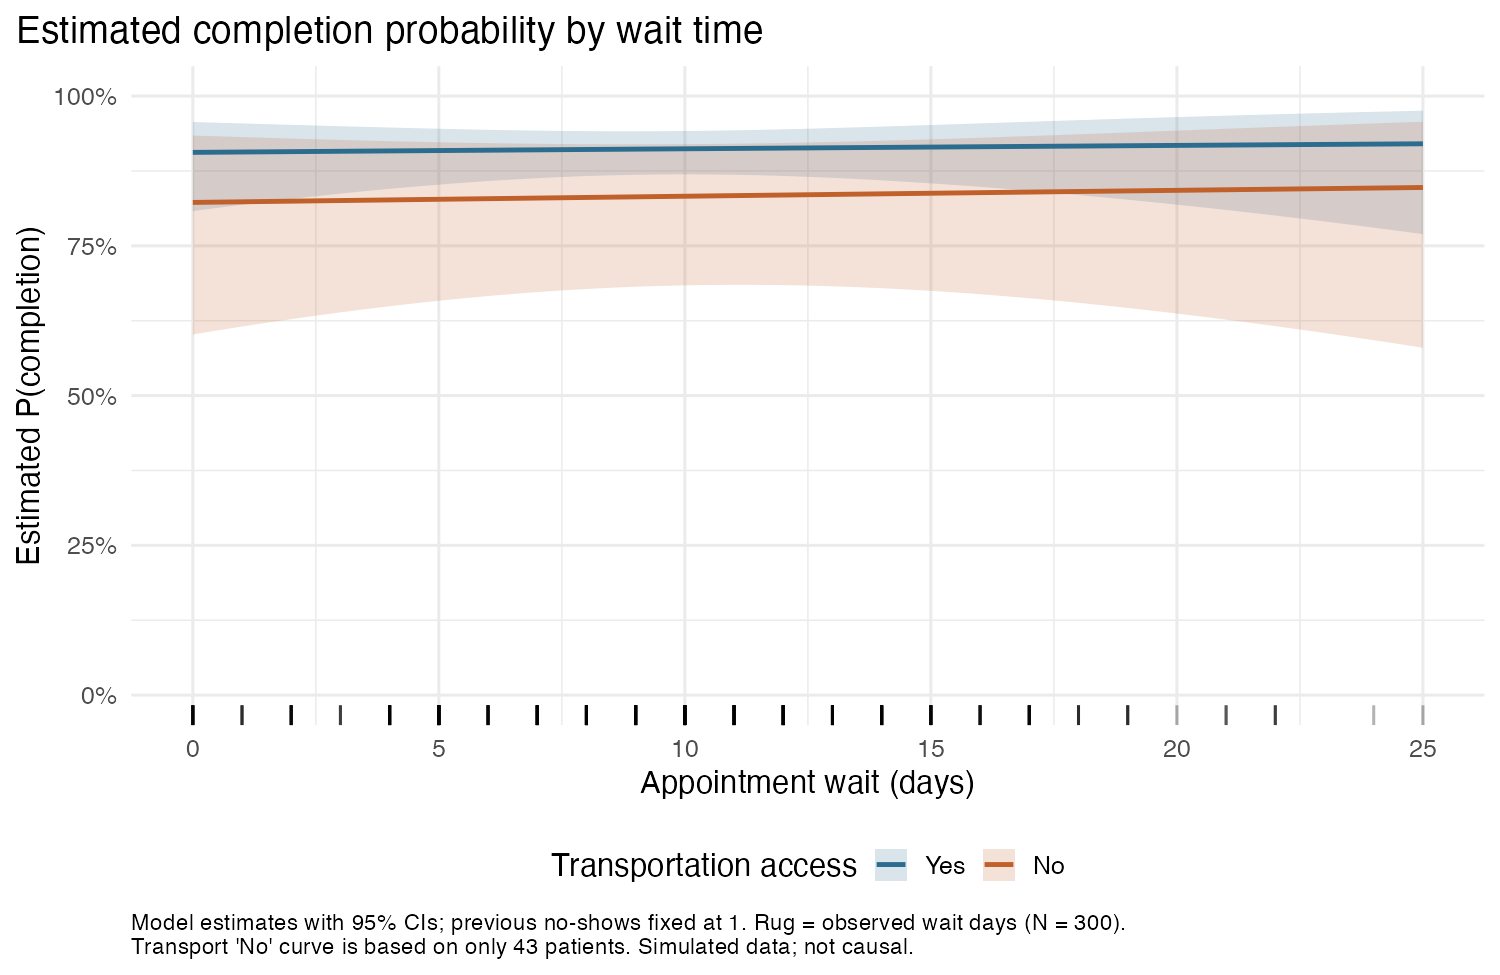 Estimated completion probability by wait time
Estimated P(completion)
100%
75%
50%
25%
0%
0 5 10 15 20 25
Appointment wait (days)
Transportation access Yes No
Model estimates with 95% CIs; previous no-shows fixed at 1. Rug = observed wait days (N = 300).
Transport 'No' curve is based on only 43 patients. Simulated data; not causal.